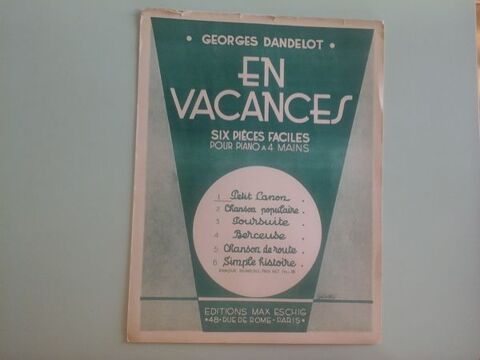 • GEORGES DANDELOT •
EN
VACANCES
SIX PIÈCES FACILES
POUR PIANO A 4 MAINS
1 Petit Canon .
2 Chanson populaire .
3 Poursuite .
4 Berceuse .
5 Chanson de route .
6 Simple histoire .
EDITIONS MAX ESCHIG
•48 • RUE DE ROME • PARIS•